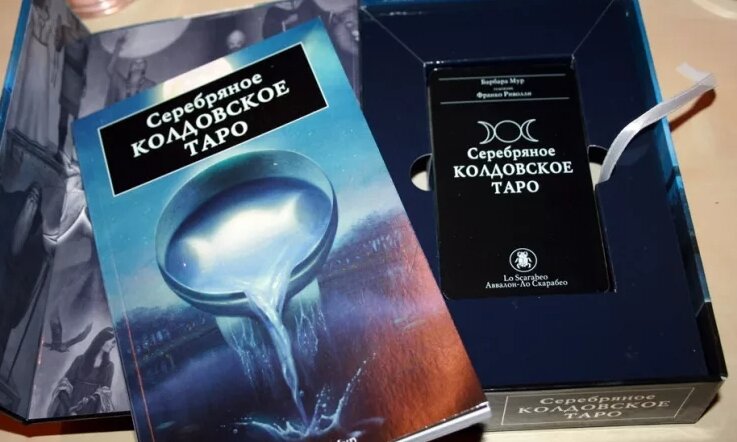 Серебряное
КОЛДОВСКОЕ
ТАРО
Барбара Мур
Франко Риволли
Серебряное
КОЛДОВСКОЕ
ТАРО
Lo Scarabeo
Аввалон-Ло Скарабео
Серебряное
КОЛДОВСКОЕ
ТАРО